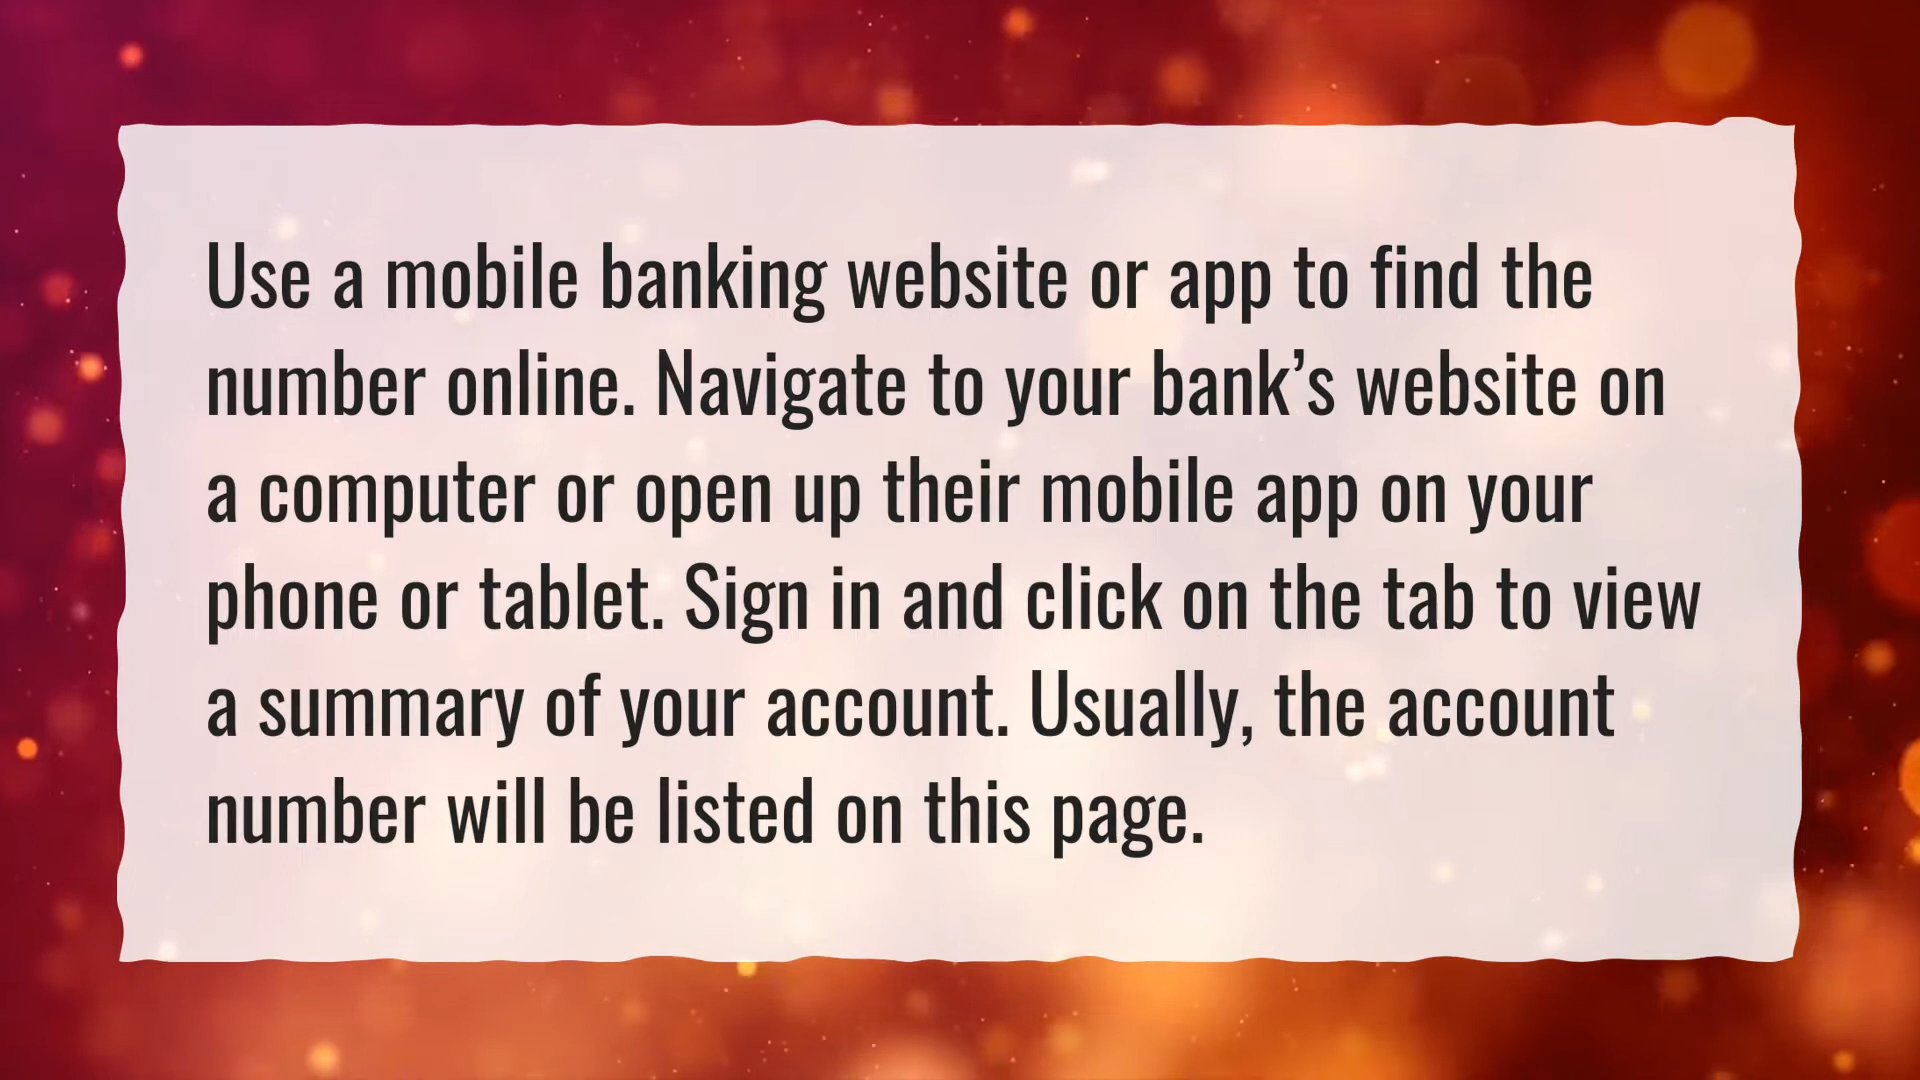 Use a mobile banking website or app to find the
number online. Navigate to your bank’s website on
a computer or open up their mobile app on your
phone or tablet. Sign in and click on the tab to view
a summary of your account. Usually, the account
number will be listed on this page.